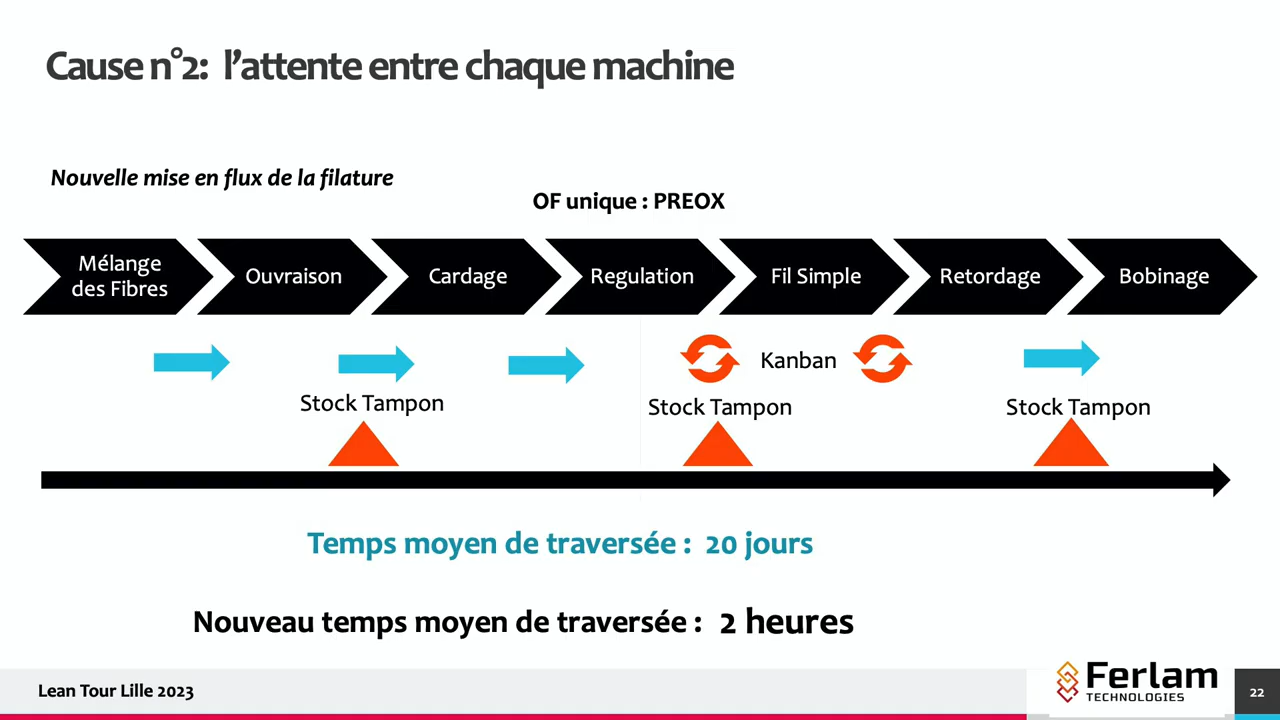 Cause n°2: l'attente entre chaque machine
Nouvelle mise en flux de la filature
OF unique : PREOX
Mélange
des Fibres
Ouvraison
Cardage
Regulation
Fil Simple
Retordage
Bobinage
Kanban
Stock Tampon
Stock Tampon
Stock Tampon
Temps moyen de traversée : 20 jours
Nouveau temps moyen de traversée : 2 heures
Lean Tour Lille 2023
Ferlam
TECHNOLOGIES
22